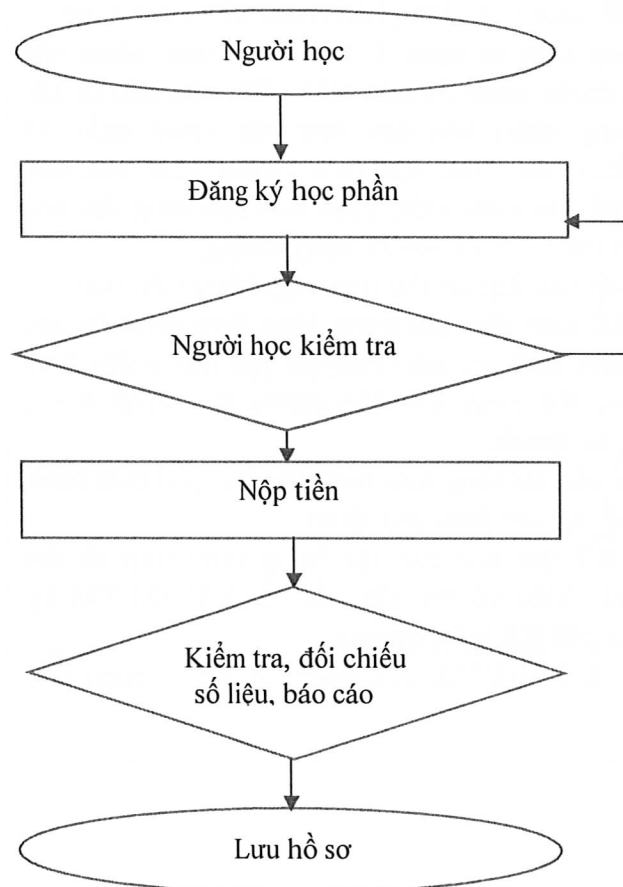 Người học
Đăng ký học phần
Người học kiểm tra
Nộp tiền
Kiểm tra, đối chiếu
số liệu, báo cáo
Lưu hồ sơ